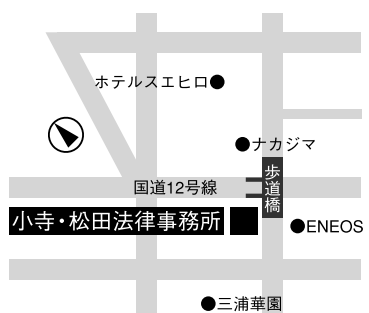 ホテルスエヒロ
ナカジマ
歩道橋
国道12号線
小寺・松田法律事務所
ENEOS
三浦華園